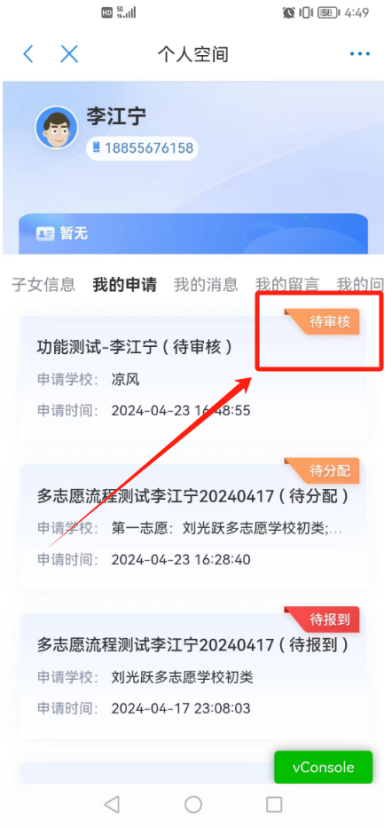 HD 5G 58 4:49
个人空间
李江宁
18855676158
暂无
子女信息 我的申请 我的消息 我的留言 我的问
待审核
功能测试-李江宁（待审核）
申请学校： 凉风
申请时间： 2024-04-23 16:48:55
待分配
多志愿流程测试李江宁20240417（待分配）
申请学校： 第一志愿：刘光跃多志愿学校初类;...
申请时间： 2024-04-23 16:28:40
待报到
多志愿流程测试李江宁20240417（待报到）
申请学校： 刘光跃多志愿学校初类
申请时间： 2024-04-17 23:08:03
vConsole